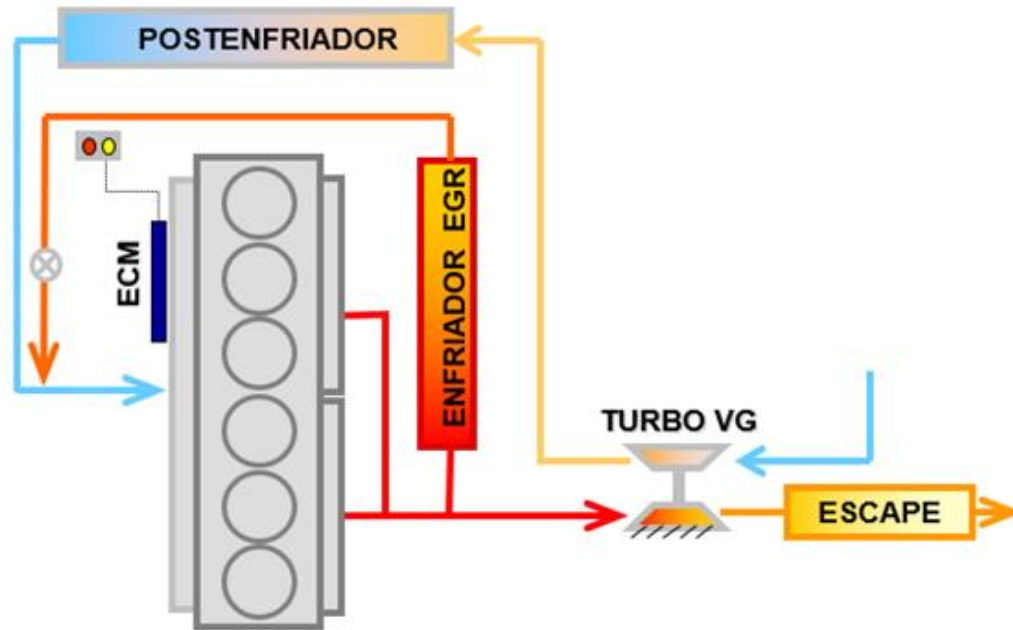 POSTENFRIADOR
ECM
ENFRIADOR EGR
TURBO VG
ESCAPE